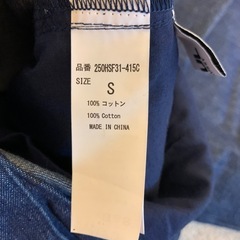 品番 250HSF31-415C
SIZE
S
100% コットン
100% Cotton
MADE IN CHINA